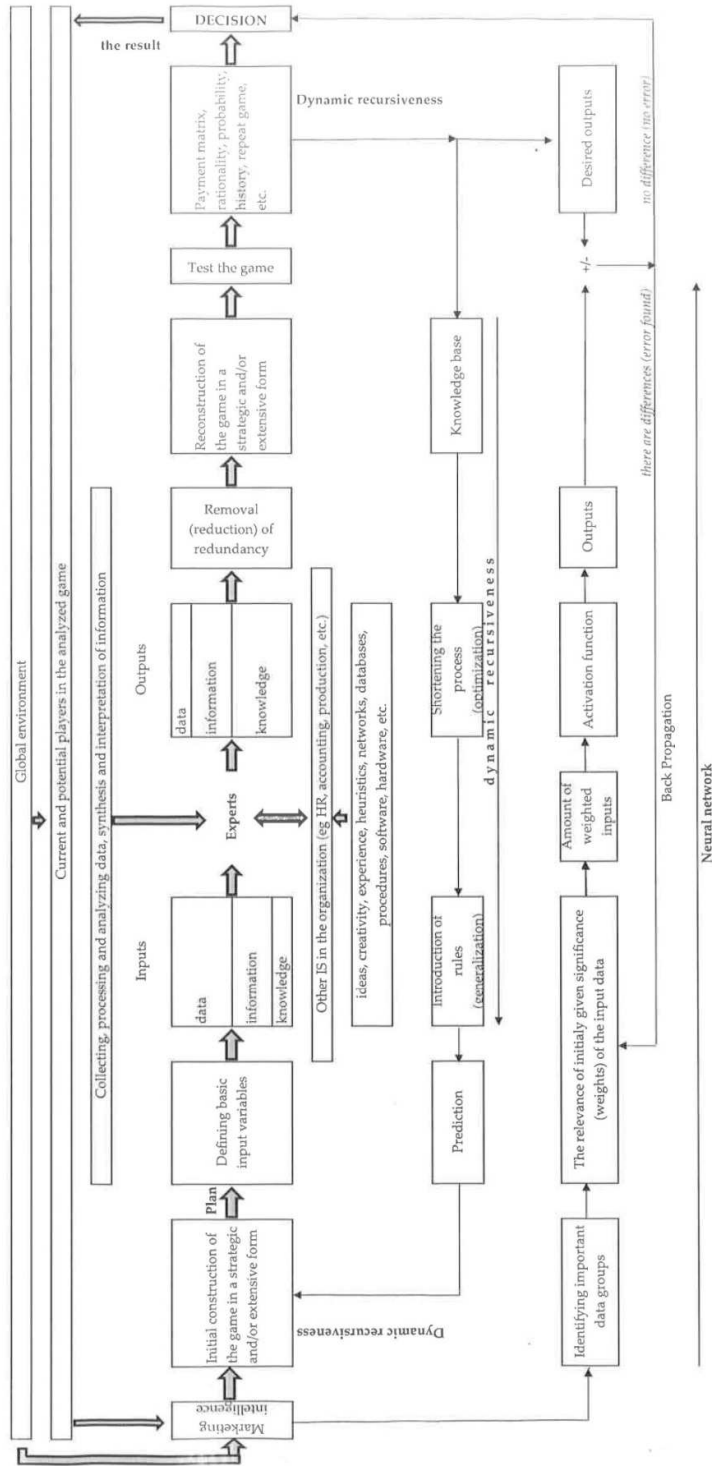 Global environment
Current and potential players in the analyzed game
Collecting, processing and analyzing data, synthesis and interpretation of information
Marketing
intelligence
Initial construction of
the game in a strategic
and/or extensive form
Plan
Defining basic
input variables
Inputs
data
information
knowledge
Experts
Outputs
data
information
knowledge
Removal
(reduction) of
redundancy
Reconstruction of
the game in a
strategic and/or
extensive form
Test the game
Payment matrix,
rationality, probability,
history, repeat game,
etc.
DECISION
the result
Other IS in the organization (eg HR, accounting, production, etc.)
ideas, creativity, experience, heuristics, networks, databases,
procedures, software, hardware, etc.
Dynamic recursiveness
Dynamic recursiveness
Prediction
Introduction of
rules
(generalization)
Shortening the
process
(optimization)
Knowledge base
dynamic recursiveness
Identifying important
data groups
The relevance of initialy given significance
(weights) of the input data
Amount of
weighted
inputs
Activation function
Outputs
+/-
Desired outputs
Back Propagation
there are differences (error found)
no difference (no error)
Neural network